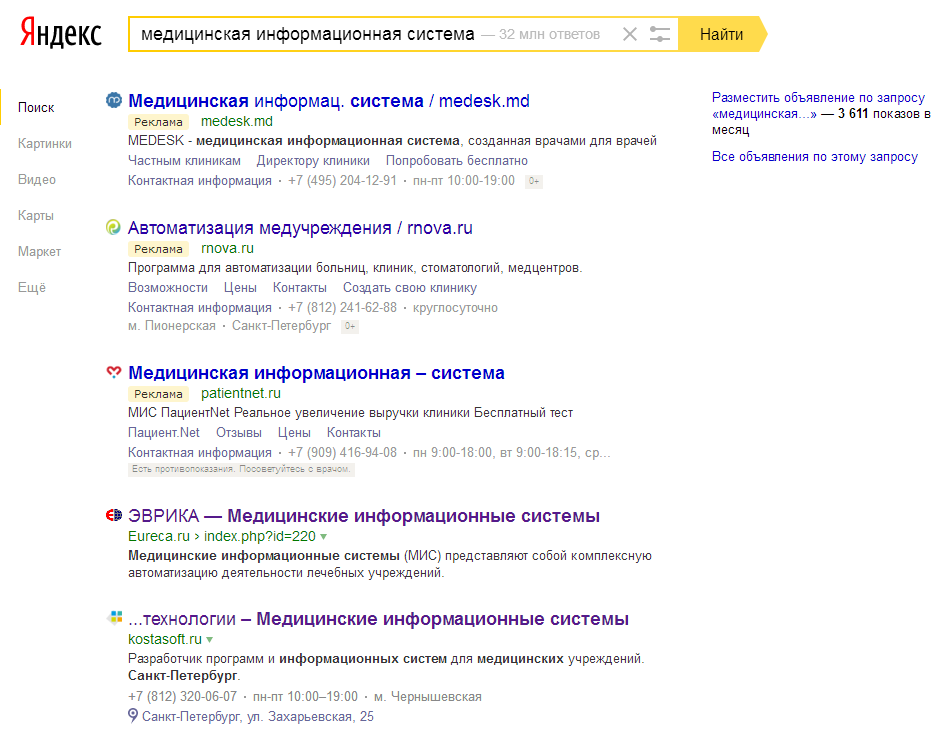 Яндекс
медицинская информационная система — 32 млн ответов
Найти
Поиск
Картинки
Видео
Карты
Маркет
Ещё
Медицинская информац. система / medesk.md
Реклама medesk.md
MEDESK - медицинская информационная система, созданная врачами для врачей
Частным клиникам Директору клиники Попробовать бесплатно
Контактная информация · +7 (495) 204-12-91 · пн-пт 10:00-19:00 0+
Автоматизация медучреждения / rnova.ru
Реклама rnova.ru
Программа для автоматизации больниц, клиник, стоматологий, медцентров.
Возможности Цены Контакты Создать свою клинику
Контактная информация · +7 (812) 241-62-88 · круглосуточно
м. Пионерская · Санкт-Петербург 0+
Медицинская информационная – система
Реклама patientnet.ru
МИС ПациентNet Реальное увеличение выручки клиники Бесплатный тест
Пациент.Net Отзывы Цены Контакты
Контактная информация · +7 (909) 416-94-08 · пн 9:00-18:00, вт 9:00-18:15, ср...
Есть противопоказания. Посоветуйтесь с врачом.
ЭВРИКА — Медицинские информационные системы
Eureca.ru › index.php?id=220
Медицинские информационные системы (МИС) представляют собой комплексную
автоматизацию деятельности лечебных учреждений.
...технологии – Медицинские информационные системы
kostasoft.ru
Разработчик программ и информационных систем для медицинских учреждений.
Санкт-Петербург.
+7 (812) 320-06-07 · пн-пт 10:00–19:00 · м. Чернышевская
Санкт-Петербург, ул. Захарьевская, 25
Разместить объявление по запросу
«медицинская...» — 3 611 показов в
месяц
Все объявления по этому запросу